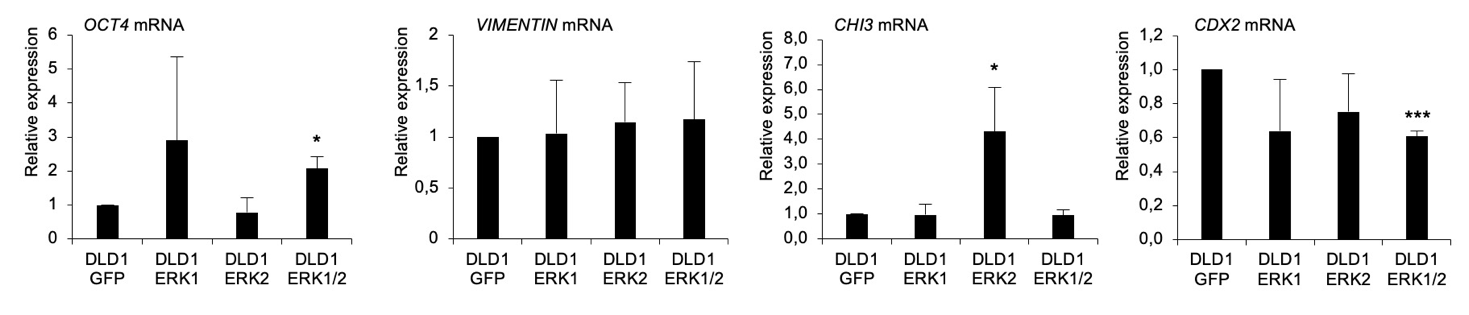 OCT4 mRNA
Relative expression
6
5
4
3
2
1
0
*
DLD1 GFP
DLD1 ERK1
DLD1 ERK2
DLD1 ERK1/2
VIMENTIN mRNA
Relative expression
2
1,5
1
0,5
0
DLD1 GFP
DLD1 ERK1
DLD1 ERK2
DLD1 ERK1/2
CHI3 mRNA
Relative expression
8,0
7,0
6,0
5,0
4,0
3,0
2,0
1,0
0,0
*
DLD1 GFP
DLD1 ERK1
DLD1 ERK2
DLD1 ERK1/2
CDX2 mRNA
Relative expression
1,2
1,0
0,8
0,6
0,4
0,2
0,0
***
DLD1 GFP
DLD1 ERK1
DLD1 ERK2
DLD1 ERK1/2